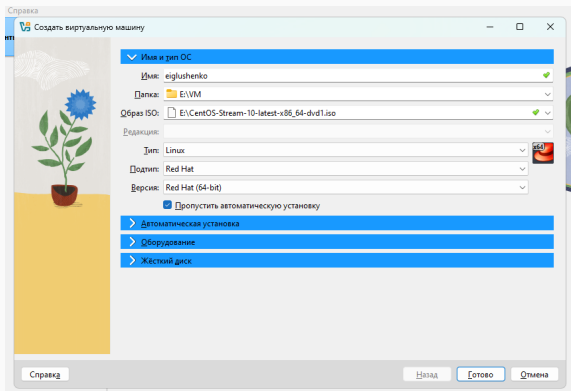 Справка
Создать виртуальную машину
Имя и тип ОС
Имя: eiglushenko
Папка: E:\VM
Образ ISO: E:\CentOS-Stream-10-latest-x86_64-dvd1.iso
Редакция:
Тип: Linux
x64
Подтип: Red Hat
Версия: Red Hat (64-bit)
Пропустить автоматическую установку
Автоматическая установка
Оборудование
Жёсткий диск
Справка Назад Готово Отмена